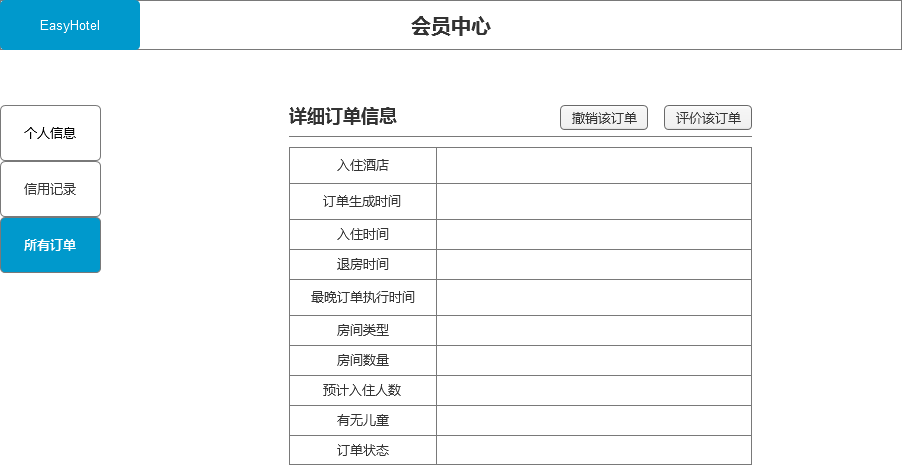 EasyHotel
会员中心
个人信息
信用记录
所有订单
详细订单信息
撤销该订单
评价该订单
入住酒店
订单生成时间
入住时间
退房时间
最晚订单执行时间
房间类型
房间数量
预计入住人数
有无儿童
订单状态